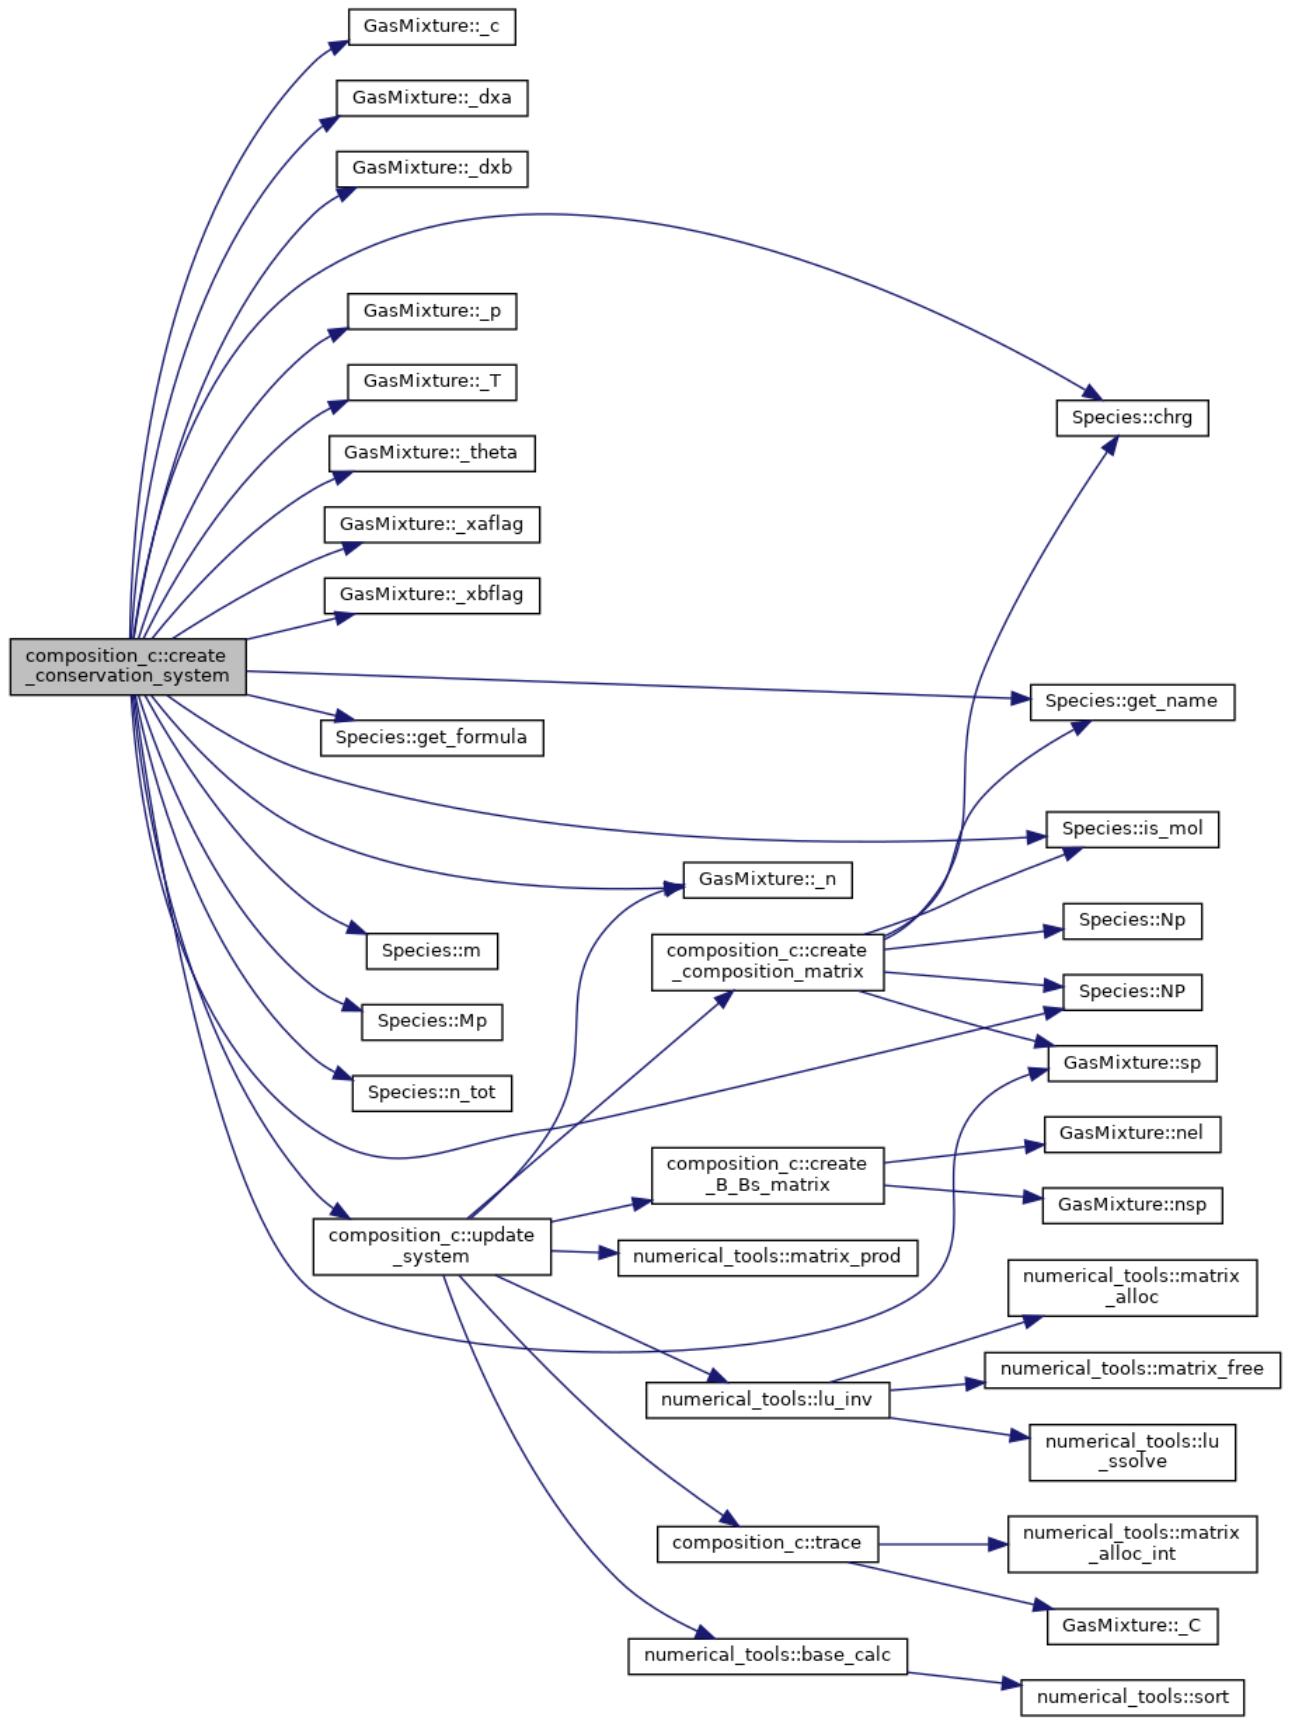 GasMixture::_c
GasMixture::_dxa
GasMixture::_dxb
GasMixture::_p
GasMixture::_T
Species::chrg
GasMixture::_theta
GasMixture::_xaflag
GasMixture::_xbflag
composition_c::create
_conservation_system
Species::get_name
Species::get_formula
Species::is_mol
GasMixture::_n
Species::Np
Species::m
composition_c::create
_composition_matrix
Species::NP
Species::Mp
GasMixture::sp
Species::n_tot
GasMixture::nel
composition_c::create
_B_Bs_matrix
GasMixture::nsp
composition_c::update
_system
numerical_tools::matrix_prod
numerical_tools::matrix
_alloc
numerical_tools::matrix_free
numerical_tools::lu_inv
numerical_tools::lu
_ssolve
composition_c::trace
numerical_tools::matrix
_alloc_int
GasMixture::_C
numerical_tools::base_calc
numerical_tools::sort